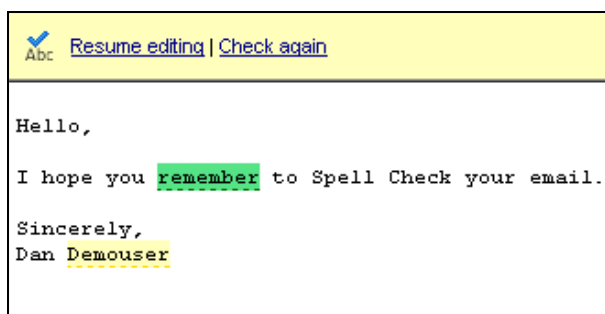 Abc Resume editing | Check again
Hello,
I hope you remember to Spell Check your email.
Sincerely,
Dan Demouser